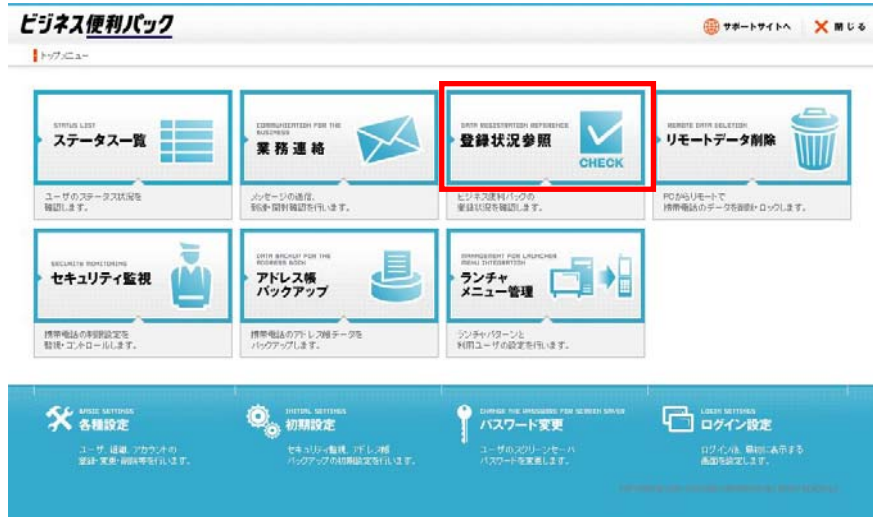 ビジネス便利パック
サポートサイトへ
閉じる
トップメニュー
STATUS LIST
ステータス一覧
ユーザのステータス状況を
確認します。
COMMUNICATION FOR THE
BUSINESS
業務連絡
メッセージの送信、
到達・開封確認を行います。
DATA REGISTRATION REFERENCE
登録状況参照
CHECK
ビジネス便利パックの
登録状況を確認します。
REMOTE DATA DELETION
リモートデータ削除
PCからリモートで
携帯電話のデータを削除・ロックします。
SECURITY MONITORING
セキュリティ監視
携帯電話の制限設定を
監視・コントロールします。
DATA BACKUP FOR THE
ADDRESS BOOK
アドレス帳
バックアップ
携帯電話のアドレス帳データを
バックアップします。
MANAGEMENT FOR LAUNCHER
MENU INTEGRATION
ランチャ
メニュー管理
ランチャパターンと
利用ユーザの設定を行います。
BASIC SETTINGS
各種設定
ユーザ、組織、アカウントの
登録・変更・削除等を行います。
INITIAL SETTINGS
初期設定
セキュリティ監視、アドレス帳
バックアップの初期設定を行います。
CHANGE THE PASSWORD FOR SCREEN SAVER
パスワード変更
ユーザのスクリーンセーバ
パスワードを変更します。
LOGIN SETTINGS
ログイン設定
ログイン後、最初に表示する
画面を設定します。